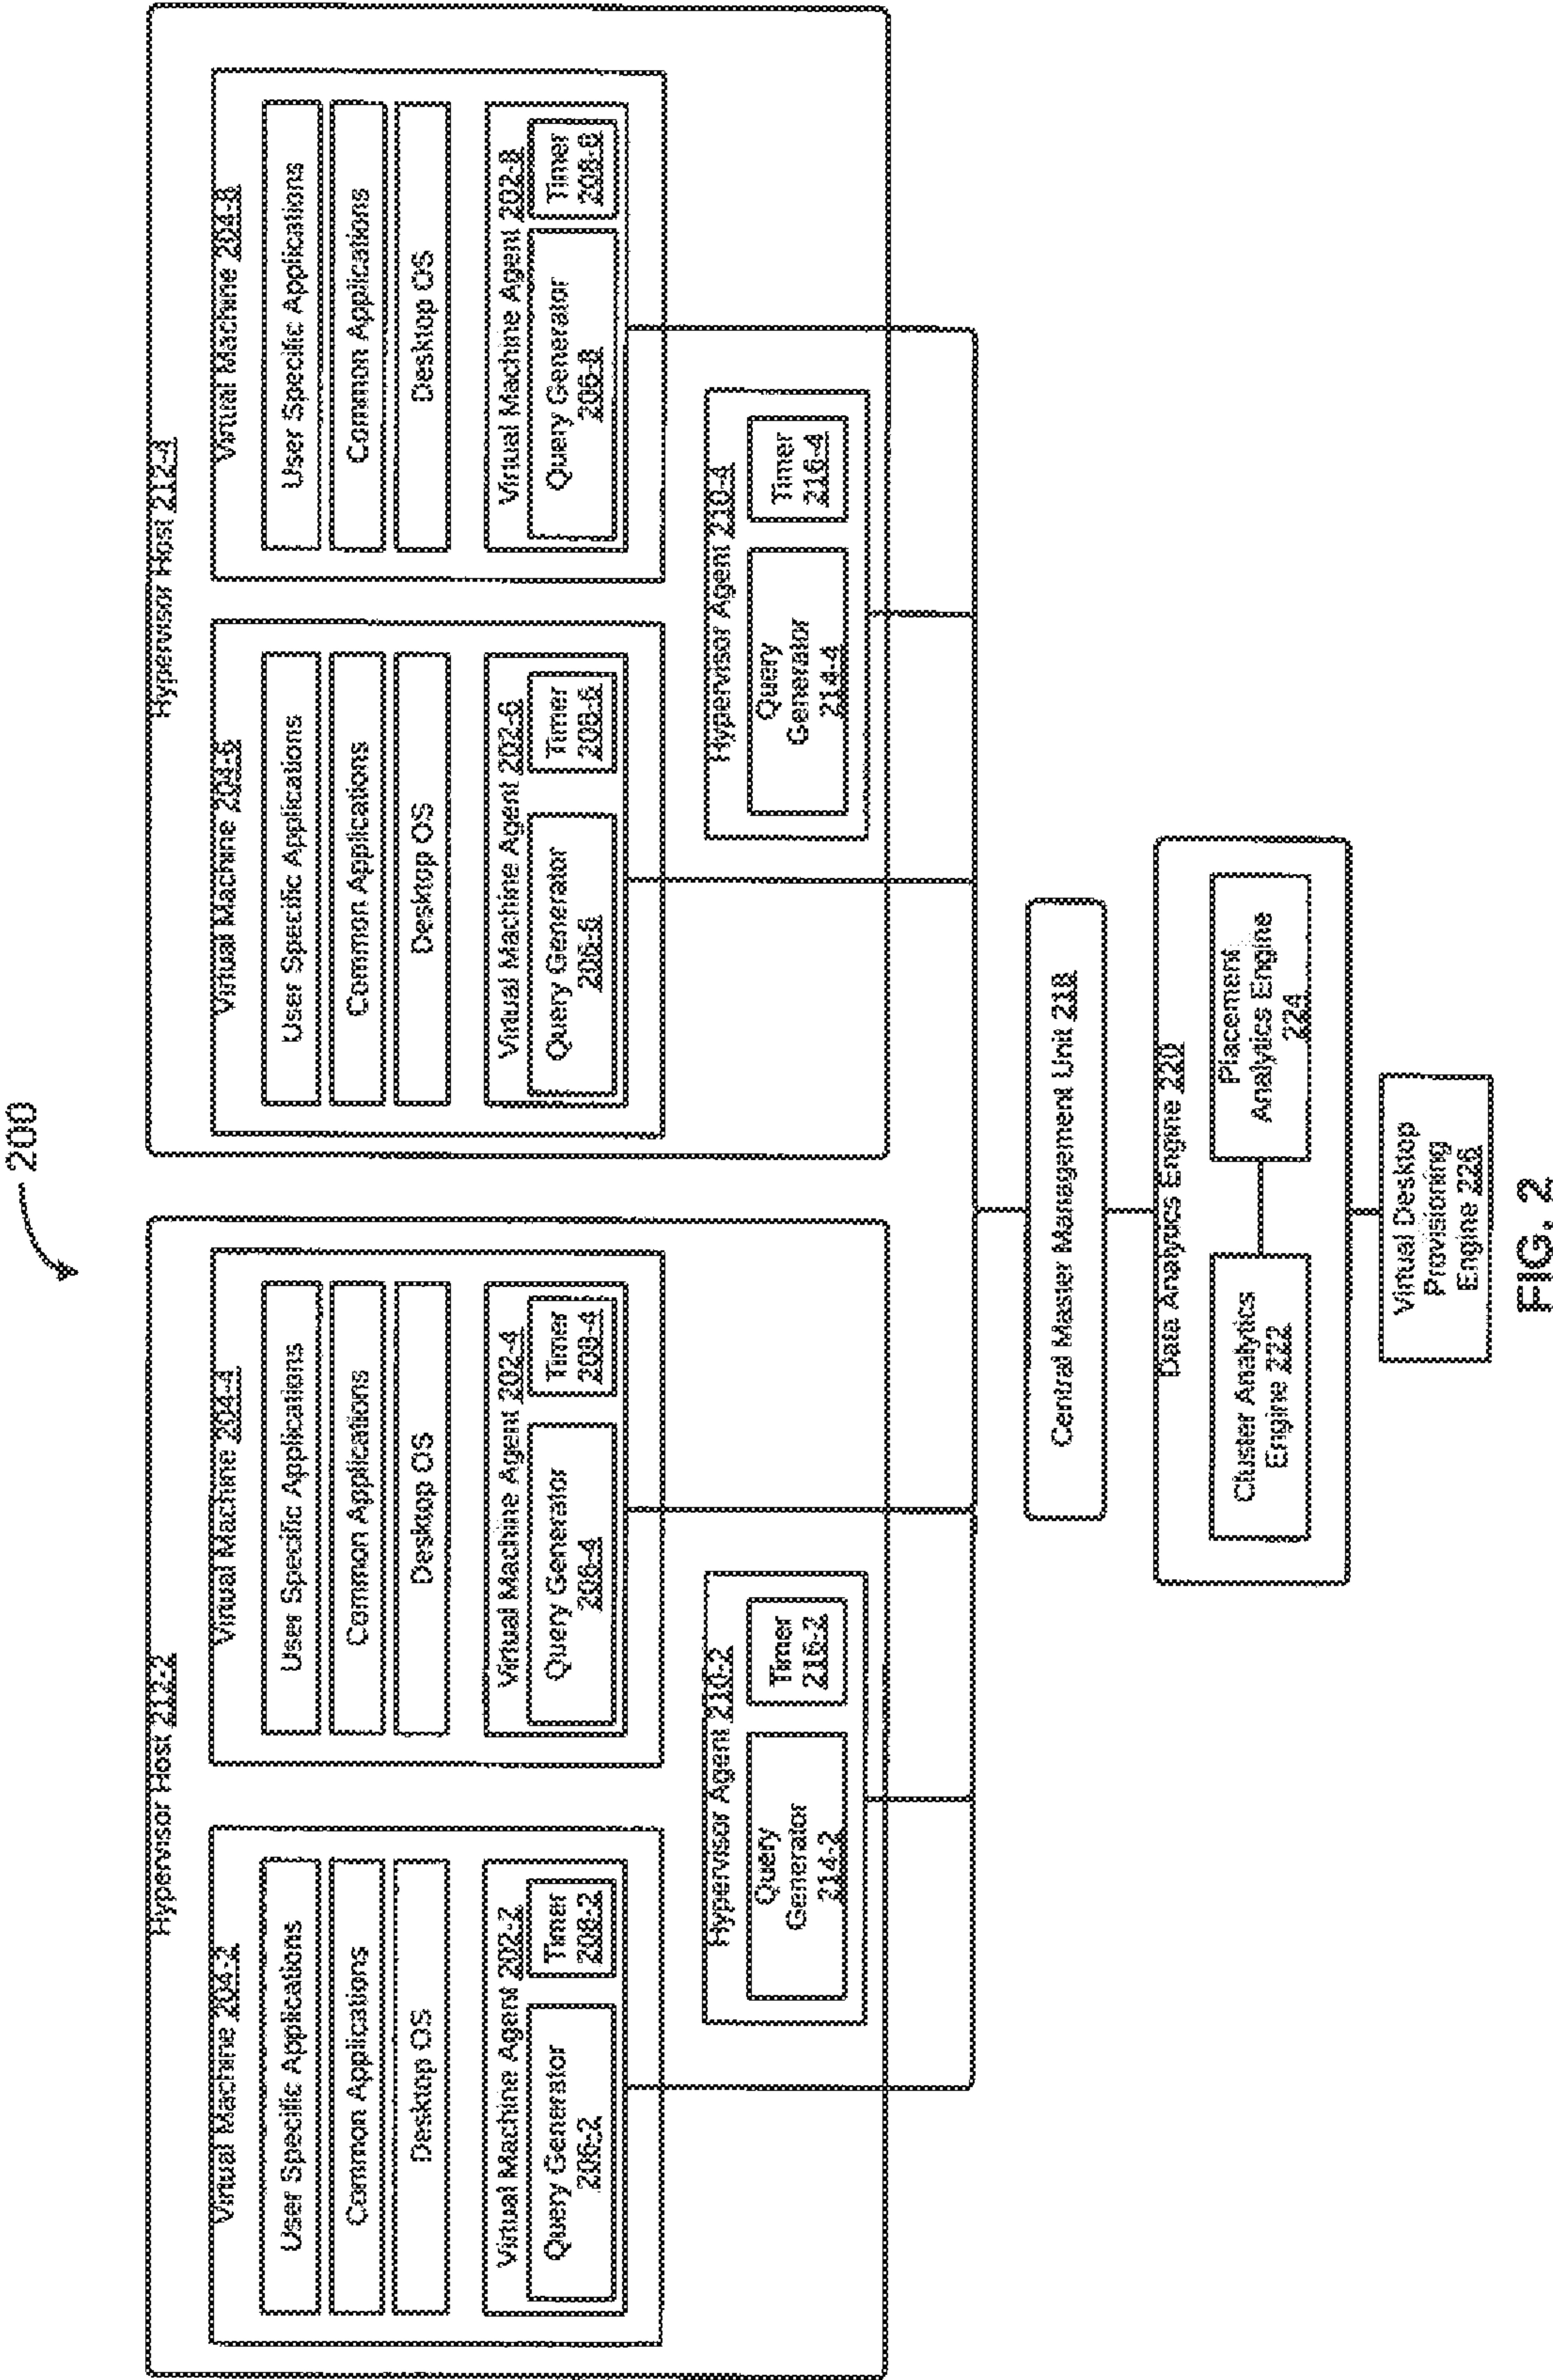 200
Hypervisor Host 212-2
Virtual Machine 204-2
User Specific Applications
Common Applications
Desktop OS
Virtual Machine Agent 202-2
Query Generator
206-2
Timer
208-2
Virtual Machine 204-4
User Specific Applications
Common Applications
Desktop OS
Virtual Machine Agent 202-4
Query Generator
206-4
Timer
208-4
Hypervisor Agent 210-2
Query
Generator
214-2
Timer
216-2
Hypervisor Host 212-4
Virtual Machine 204-6
User Specific Applications
Common Applications
Desktop OS
Virtual Machine Agent 202-6
Query Generator
206-6
Timer
208-6
Virtual Machine 204-8
User Specific Applications
Common Applications
Desktop OS
Virtual Machine Agent 202-8
Query Generator
206-8
Timer
208-8
Hypervisor Agent 210-4
Query
Generator
214-4
Timer
216-4
Central Master Management Unit 218
Data Analytics Engine 220
Cluster Analytics
Engine 222
Placement
Analytics Engine
224
Virtual Desktop
Provisioning
Engine 226
FIG. 2